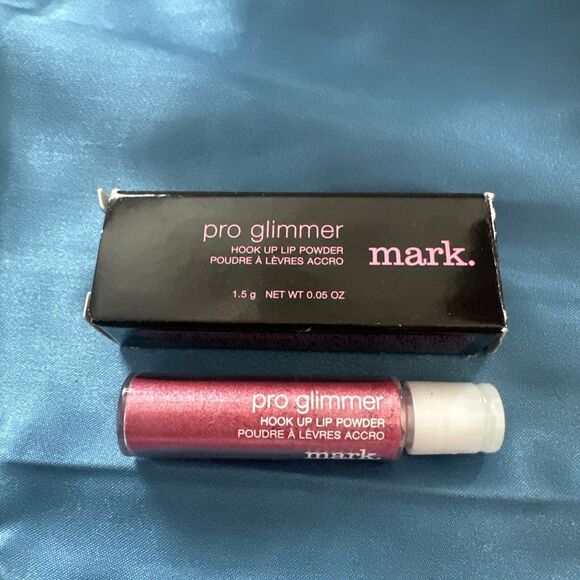 pro glimmer
HOOK UP LIP POWDER
POUDRE À LÈVRES ACCRO
mark.
1.5 g NET WT 0.05 OZ
pro glimmer
HOOK UP LIP POWDER
POUDRE À LÈVRES ACCRO
mark.